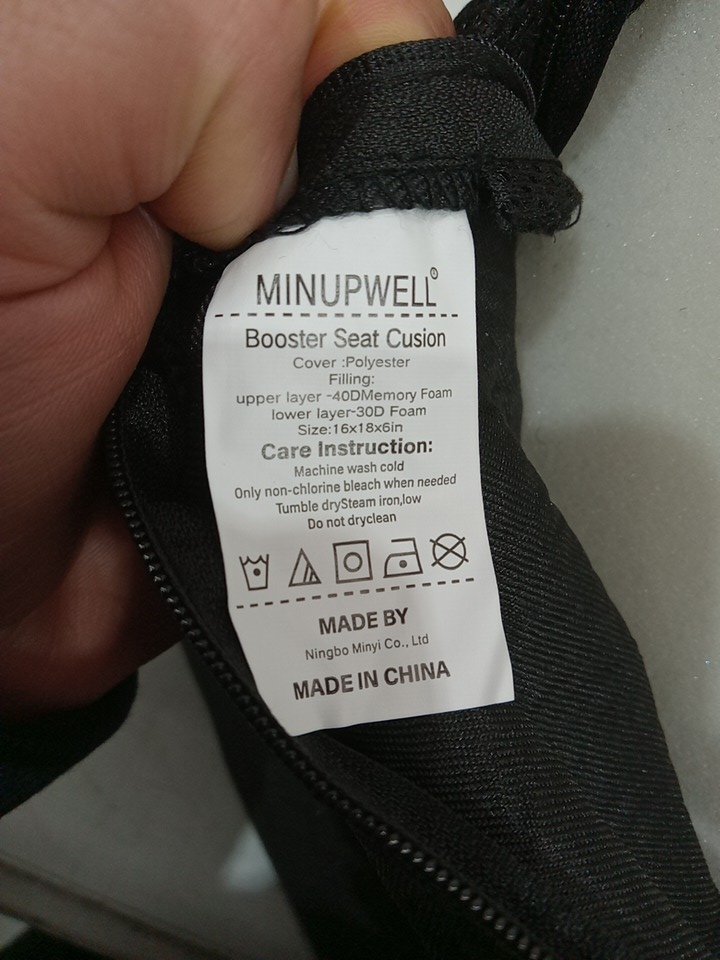 MINUPWELL®
Booster Seat Cusion
Cover :Polyester
Filling:
upper layer -40DMemory Foam
lower layer-30D Foam
Size:16x18x6in
Care Instruction:
Machine wash cold
Only non-chlorine bleach when needed
Tumble drySteam iron,low
Do not dryclean
MADE BY
Ningbo Minyi Co., Ltd
MADE IN CHINA